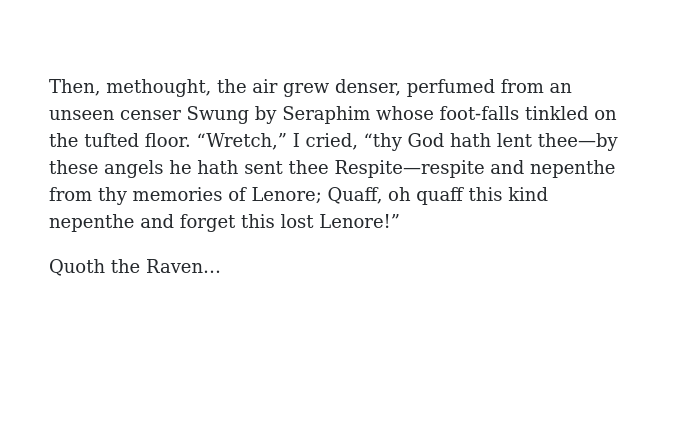 Then, methought, the air grew denser, perfumed from an
unseen censer Swung by Seraphim whose foot-falls tinkled on
the tufted floor. “Wretch,” I cried, “thy God hath lent thee—by
these angels he hath sent thee Respite—respite and nepenthe
from thy memories of Lenore; Quaff, oh quaff this kind
nepenthe and forget this lost Lenore!”
Quoth the Raven…